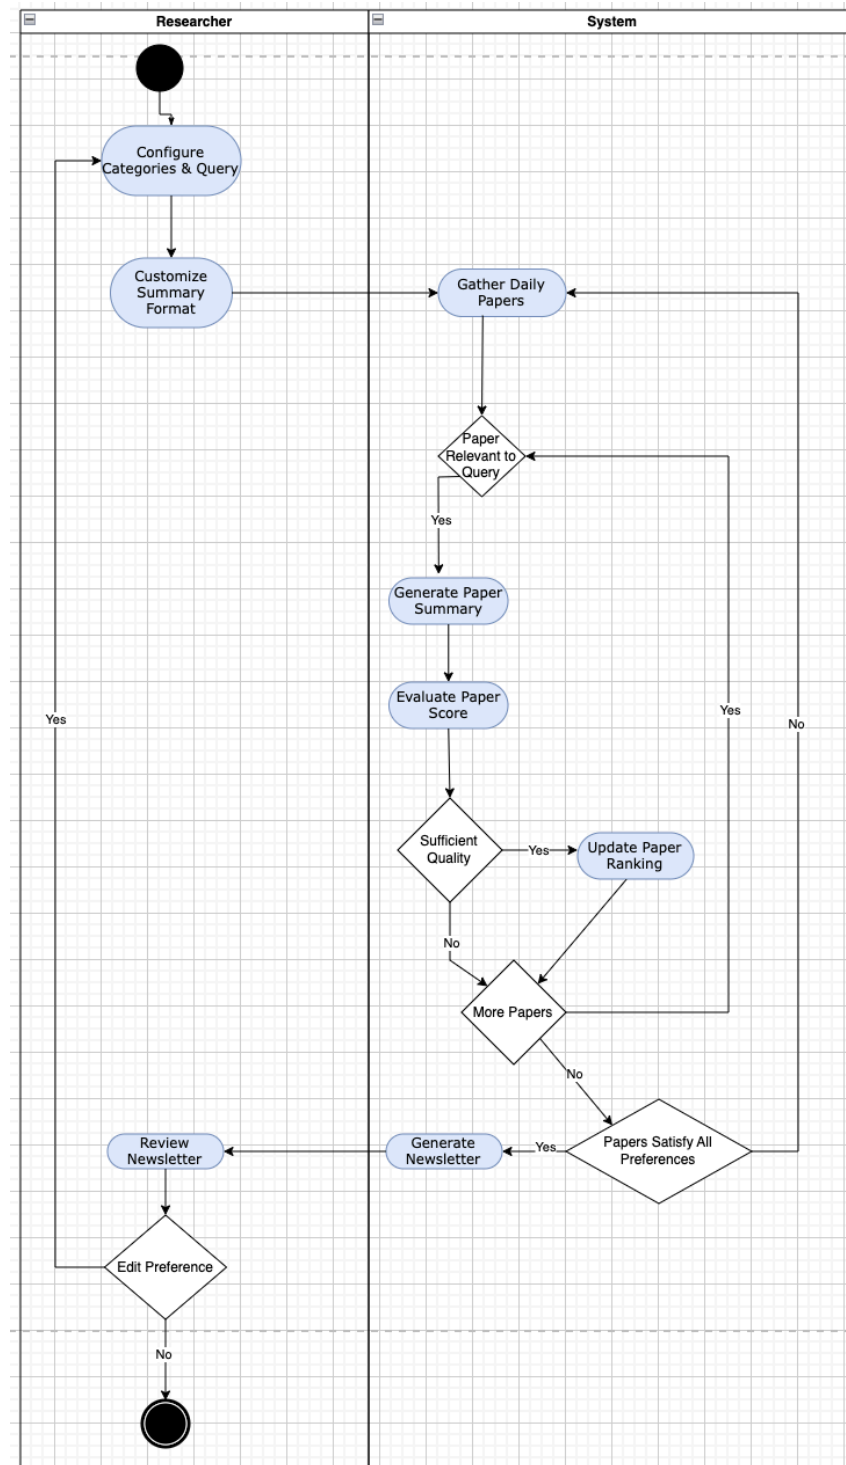 Researcher
System
Configure
Categories & Query
Customize
Summary
Format
Gather Daily
Papers
Paper
Relevant to
Query
Yes
Generate Paper
Summary
Evaluate Paper
Score
Yes
Yes
No
Sufficient
Quality
Yes
Update Paper
Ranking
No
More Papers
No
Review
Newsletter
Generate
Newsletter
Yes
Papers Satisfy All
Preferences
Edit Preference
No